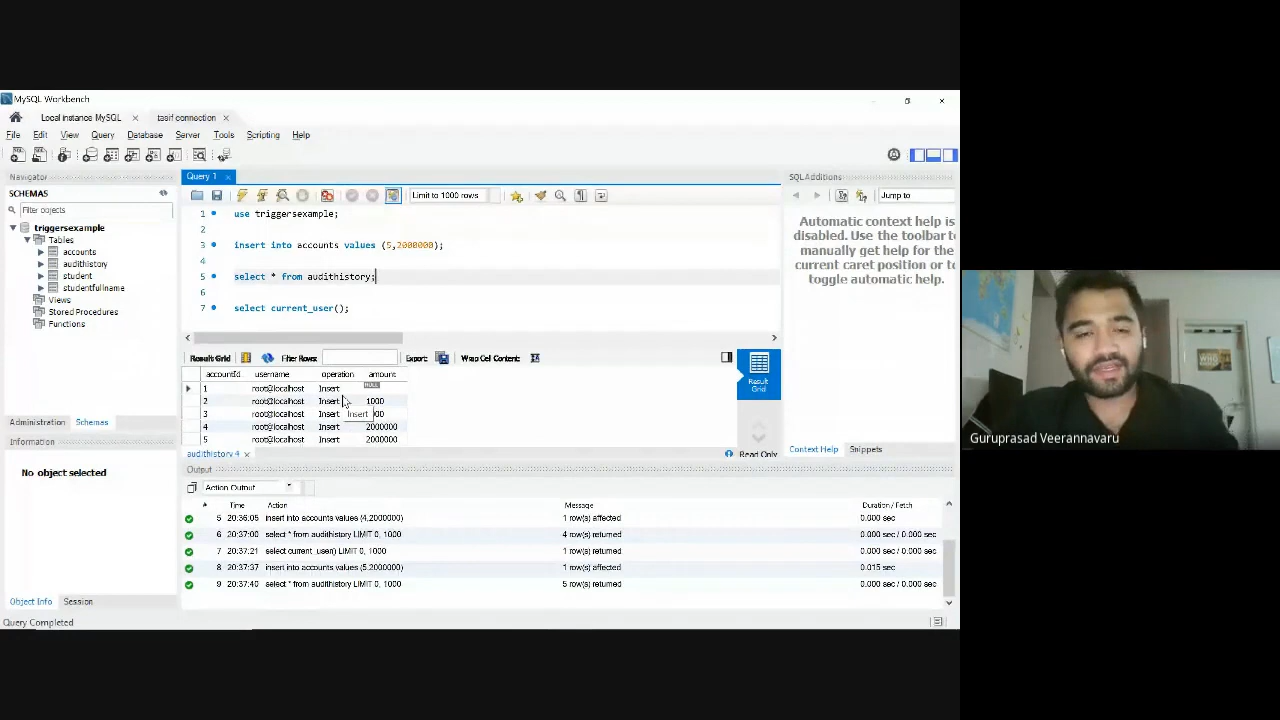 MySQL Workbench
Local instance MySQL × tasif connection ×
File Edit View Query Database Server Tools Scripting Help
Navigator
Query 1 ×
SQLAdditions
SCHEMAS
Limit to 1000 rows
Jump to
Filter objects
triggersexample
Tables
accounts
audithistory
student
studentfullname
Views
Stored Procedures
Functions
1 use triggersexample;
2
3 insert into accounts values (5,2000000);
4
5 select * from audithistory;
6
7 select current_user();
Automatic context help is
disabled. Use the toolbar to
manually get help for the
current caret position or to
toggle automatic help.
Result Grid Filter Rows: Export: Wrap Cell Content:
accountId username operation amount
1 root@localhost Insert NULL
2 root@localhost Insert 1000
3 root@localhost Insert
Insert
4 root@localhost Insert 2000000
5 root@localhost Insert 2000000
Result
Grid
Administration Schemas
audithistory 4 ×
Read Only
Context Help Snippets
Information
No object selected
Output
Action Output
Time Action Message Duration / Fetch
5 20:36:05 insert into accounts values (4,2000000) 1 row(s) affected 0.000 sec
6 20:37:00 select * from audithistory LIMIT 0, 1000 4 row(s) returned 0.000 sec / 0.000 sec
7 20:37:21 select current_user() LIMIT 0, 1000 1 row(s) returned 0.000 sec / 0.000 sec
8 20:37:37 insert into accounts values (5,2000000) 1 row(s) affected 0.015 sec
9 20:37:40 select * from audithistory LIMIT 0, 1000 5 row(s) returned 0.000 sec / 0.000 sec
Object Info Session
Query Completed
WHO
Guruprasad Veerannavaru